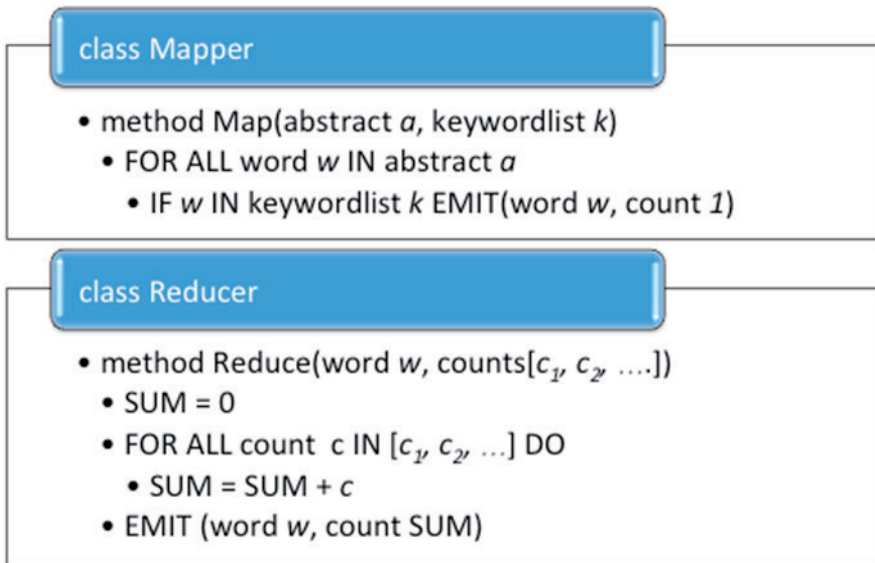 class Mapper
• method Map(abstract a, keywordlist k)
• FOR ALL word w IN abstract a
• IF w IN keywordlist k EMIT(word w, count 1)
class Reducer
• method Reduce(word w, counts[c₁, c₂, ....])
• SUM = 0
• FOR ALL count c IN [c₁, c₂, ...] DO
• SUM = SUM + c
• EMIT (word w, count SUM)